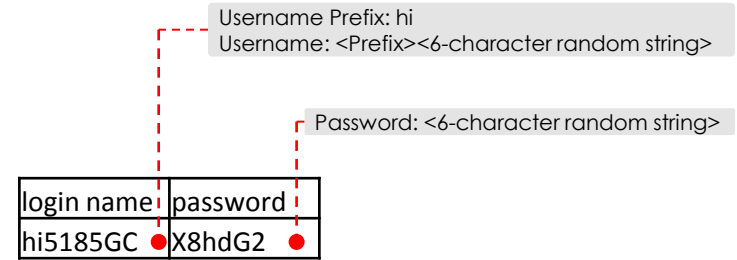 Username Prefix: hi
Username: <Prefix><6-character random string>
Password: <6-character random string>
login name password
hi5185GC X8hdG2